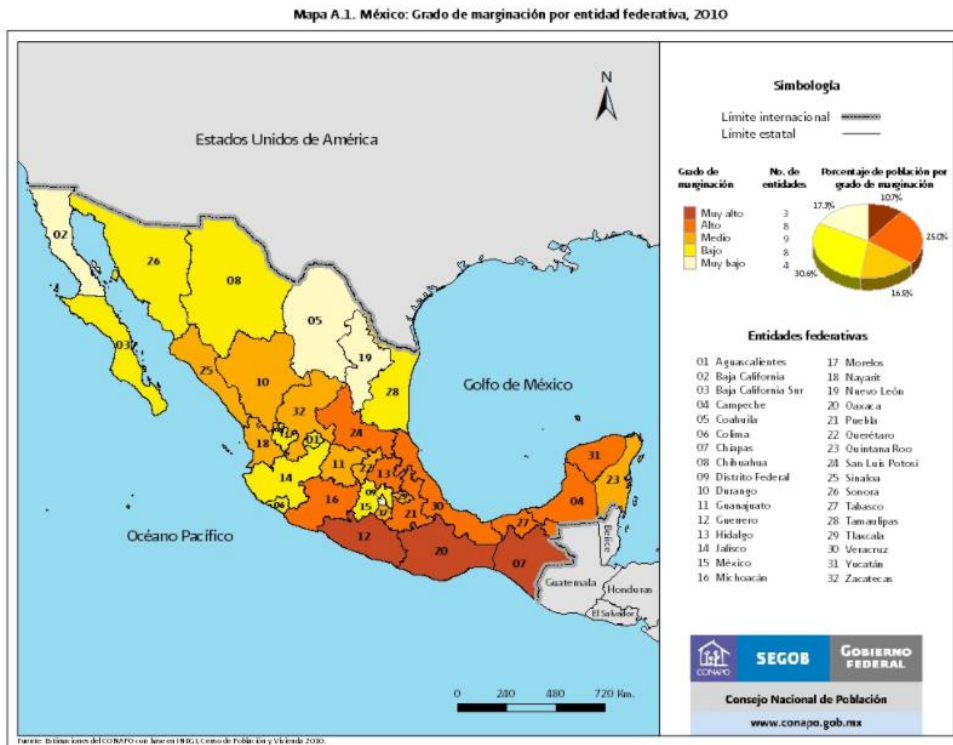 Mapa A.1. México: Grado de marginación por entidad federativa, 2010
N
Estados Unidos de América
Golfo de México
Océano Pacífico
Belice
Guatemala
Honduras
El Salvador
02
26
08
05
03
19
25
10
28
32
24
18
01
14
11
22
13
31
06
16
09
15
17
29
21
30
04
23
27
12
20
07
0 240 480 720 Km.
Simbología
Límite internacional
Límite estatal
Grado de marginación
No. de entidades
Porcentaje de población por grado de marginación
Muy alto 3
Alto 8
Medio 9
Bajo 8
Muy bajo 4
17.3%
10.7%
30.6%
16.5%
Entidades federativas
01 Aguascalientes
02 Baja California
03 Baja California Sur
04 Campeche
05 Coahuila
06 Colima
07 Chiapas
08 Chihuahua
09 Distrito Federal
10 Durango
11 Guanajuato
12 Guerrero
13 Hidalgo
14 Jalisco
15 México
16 Michoacán
17 Morelos
18 Nayarit
19 Nuevo León
20 Oaxaca
21 Puebla
22 Querétaro
23 Quintana Roo
24 San Luis Potosí
25 Sinaloa
26 Sonora
27 Tabasco
28 Tamaulipas
29 Tlaxcala
30 Veracruz
31 Yucatán
32 Zacatecas
CONAPO
SEGOB
GOBIERNO
FEDERAL
Consejo Nacional de Población
www.conapo.gob.mx
Fuente: Estimaciones del CONAPO con base en INEGI, Censo de Población y Vivienda 2010.